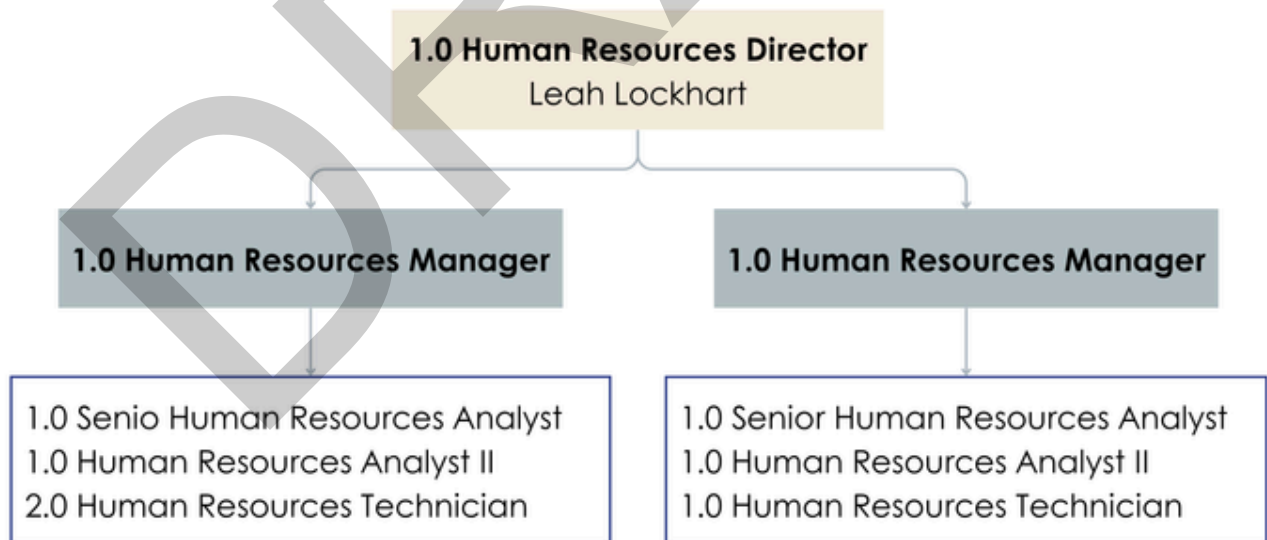 1.0 Human Resources Director
Leah Lockhart
1.0 Human Resources Manager
1.0 Human Resources Manager
1.0 Senio Human Resources Analyst
1.0 Human Resources Analyst II
2.0 Human Resources Technician
1.0 Senior Human Resources Analyst
1.0 Human Resources Analyst II
1.0 Human Resources Technician